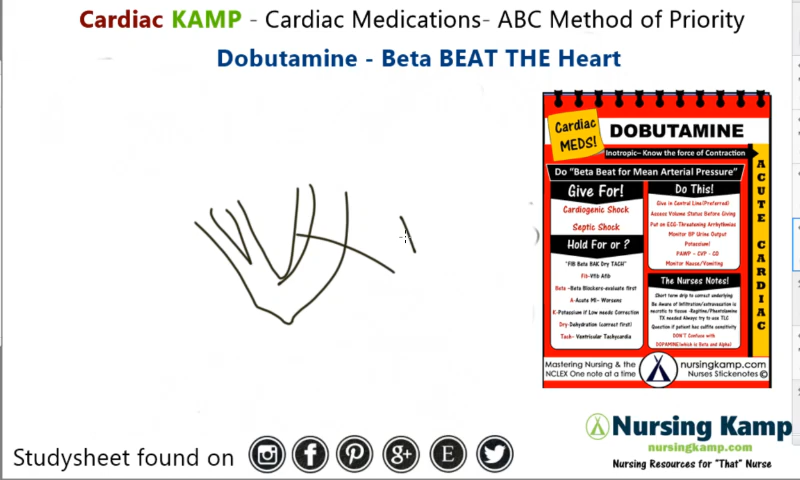 Cardiac KAMP - Cardiac Medications- ABC Method of Priority
Dobutamine - Beta BEAT THE Heart
Cardiac
MEDS!
DOBUTAMINE
Inotropic- Know the force of Contraction
Do "Beta Beat for Mean Arterial Pressure"
Give For!
Cardiogenic Shock
Septic Shock
Hold For or ?
"FIB Beta BAK Dry TACH"
Fib-Vfib Afib
Beta -Beta Blockers-evaluate first
A-Acute MI- Worsens
K-Potassium if Low needs Correction
Dry-Dehydration (correct first)
Tach- Ventricular Tachycardia
Do This!
Give in Central Line(Preferred)
Assess Volume Status Before Giving
Put on ECG-Threatening Arrhythmias
Monitor BP Urine Output
Potassium!
PAWP - CVP - CO
Monitor Nause/Vomiting
The Nurses Notes!
Short term drip to correct underlying
Be Aware of Infiltration/extravasation is
necrotic to tissue -Regitine/Phentolamine
TX needed Always try to use TLC
Question if patient has sulfite sensitivity
DON'T Confuse with
DOPAMINE(which is Beta and Alpha)
ACUTE CARDIAC
Mastering Nursing & the
NCLEX One note at a time
nursingkamp.com
Nurses Stickenotes ©
Nursing Kamp
nursingkamp.com
Nursing Resources for "That" Nurse
Studysheet found on